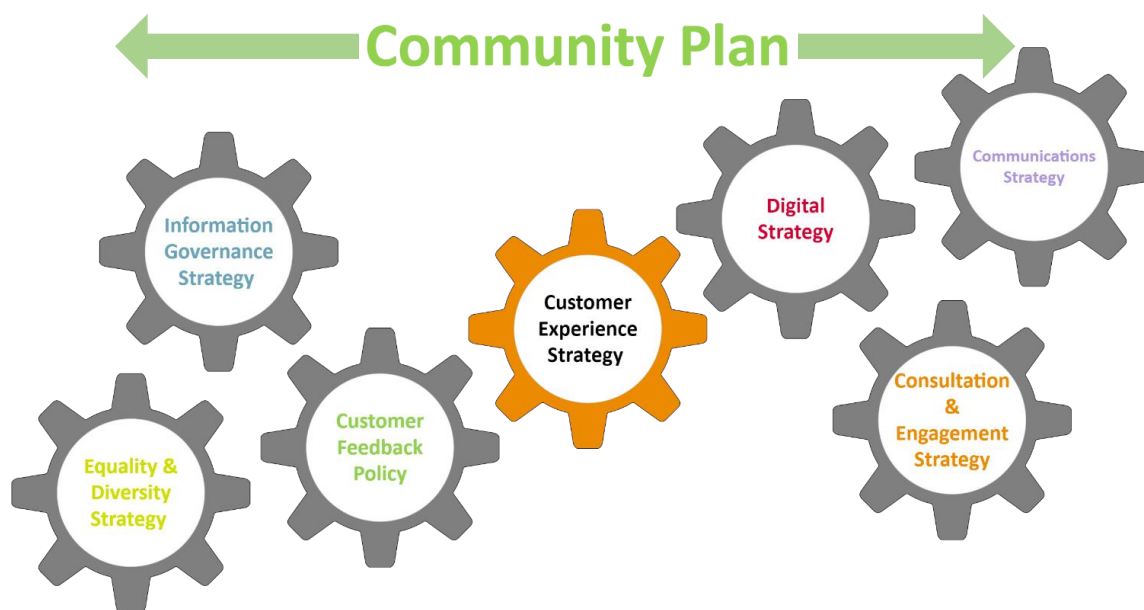 Community Plan
Information
Governance
Strategy
Equality &
Diversity
Strategy
Customer
Feedback
Policy
Customer
Experience
Strategy
Digital
Strategy
Communications
Strategy
Consultation
&
Engagement
Strategy